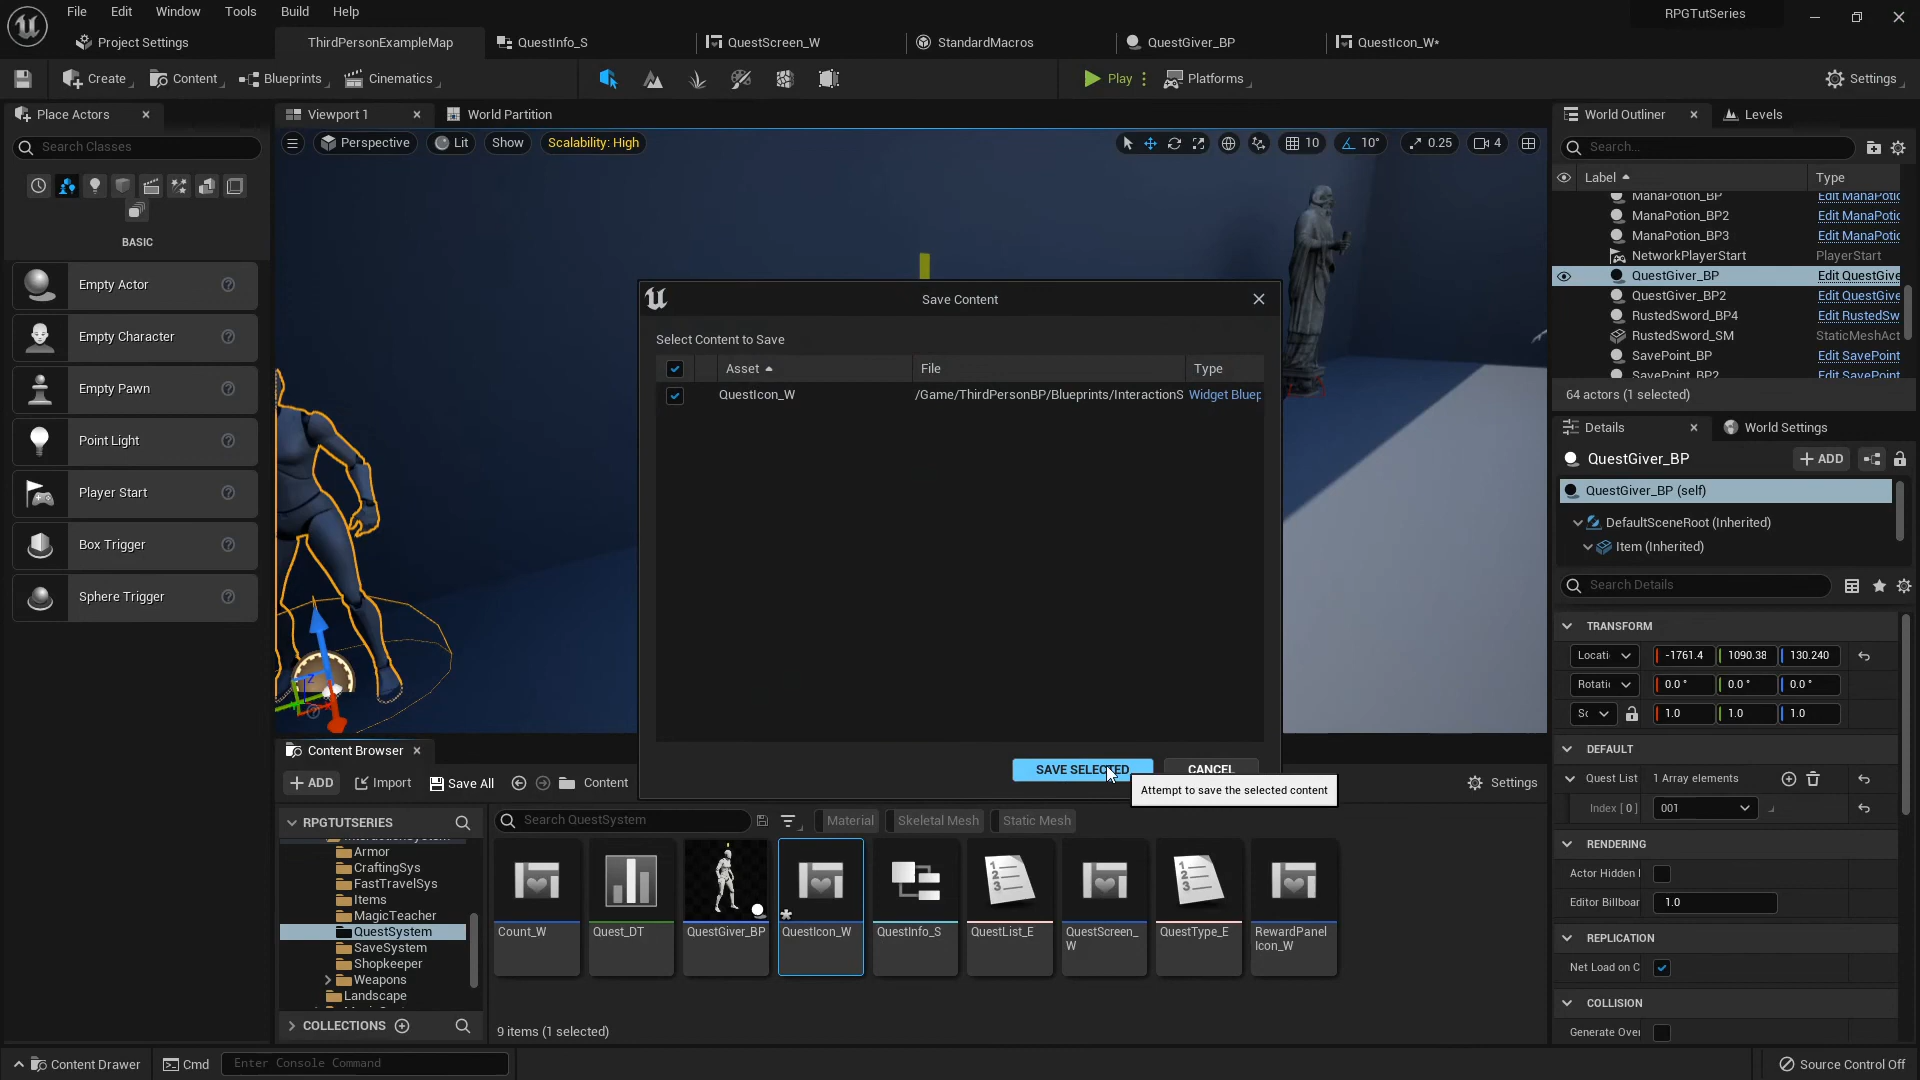 File Edit Window Tools Build Help
RPGTutSeries
Project Settings
ThirdPersonExampleMap
QuestInfo_S
QuestScreen_W
StandardMacros
QuestGiver_BP
QuestIcon_W*
Create
Content
Blueprints
Cinematics
Play
Platforms
Settings
Place Actors
Viewport 1
World Partition
World Outliner
Levels
Search Classes
Perspective
Lit
Show
Scalability: High
10
10°
0.25
4
Search...
Label
Type
BASIC
Empty Actor
Empty Character
Empty Pawn
Point Light
Player Start
Box Trigger
Sphere Trigger
Save Content
Select Content to Save
Asset File Type
QuestIcon_W /Game/ThirdPersonBP/Blueprints/InteractionS Widget Bluep
SAVE SELECTED
CANCEL
Attempt to save the selected content
ManaPotion_BP Edit ManaPotic
ManaPotion_BP2 Edit ManaPotic
ManaPotion_BP3 Edit ManaPotic
NetworkPlayerStart PlayerStart
QuestGiver_BP Edit QuestGive
QuestGiver_BP2 Edit QuestGive
RustedSword_BP4 Edit RustedSw
RustedSword_SM StaticMeshAct
SavePoint_BP Edit SavePoint
SavePoint_BP2 Edit SavePoint
64 actors (1 selected)
Details
World Settings
QuestGiver_BP
ADD
QuestGiver_BP (self)
DefaultSceneRoot (Inherited)
Item (Inherited)
Search Details
TRANSFORM
Locati -1761.4 1090.38 130.240
Rotati 0.0 ° 0.0 ° 0.0 °
Sc 1.0 1.0 1.0
DEFAULT
Quest List 1 Array elements
Index [ 0 ] 001
RENDERING
Actor Hidden I
Editor Billboar 1.0
REPLICATION
Net Load on C
COLLISION
Generate Over
Content Browser
ADD
Import
Save All
Content
Settings
RPGTUTSERIES
Search QuestSystem
Material
Skeletal Mesh
Static Mesh
Armor
CraftingSys
FastTravelSys
Items
MagicTeacher
QuestSystem
SaveSystem
Shopkeeper
Weapons
Landscape
COLLECTIONS
Count_W
Quest_DT
QuestGiver_BP
QuestIcon_W
QuestInfo_S
QuestList_E
QuestScreen_
W
QuestType_E
RewardPanel
Icon_W
9 items (1 selected)
Content Drawer
Cmd
Enter Console Command
Source Control Off